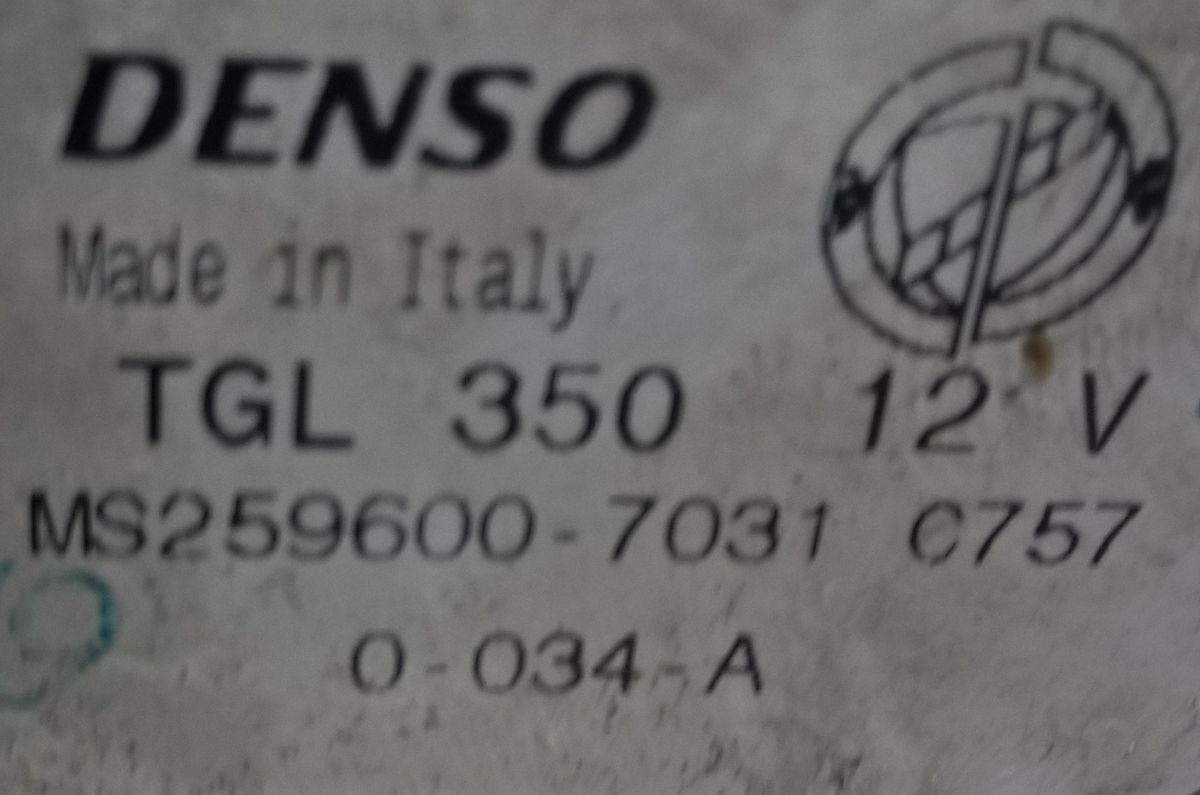 DENSO
Made in Italy
TGL 350 12 V
MS259600-7031 C757
0-034-A